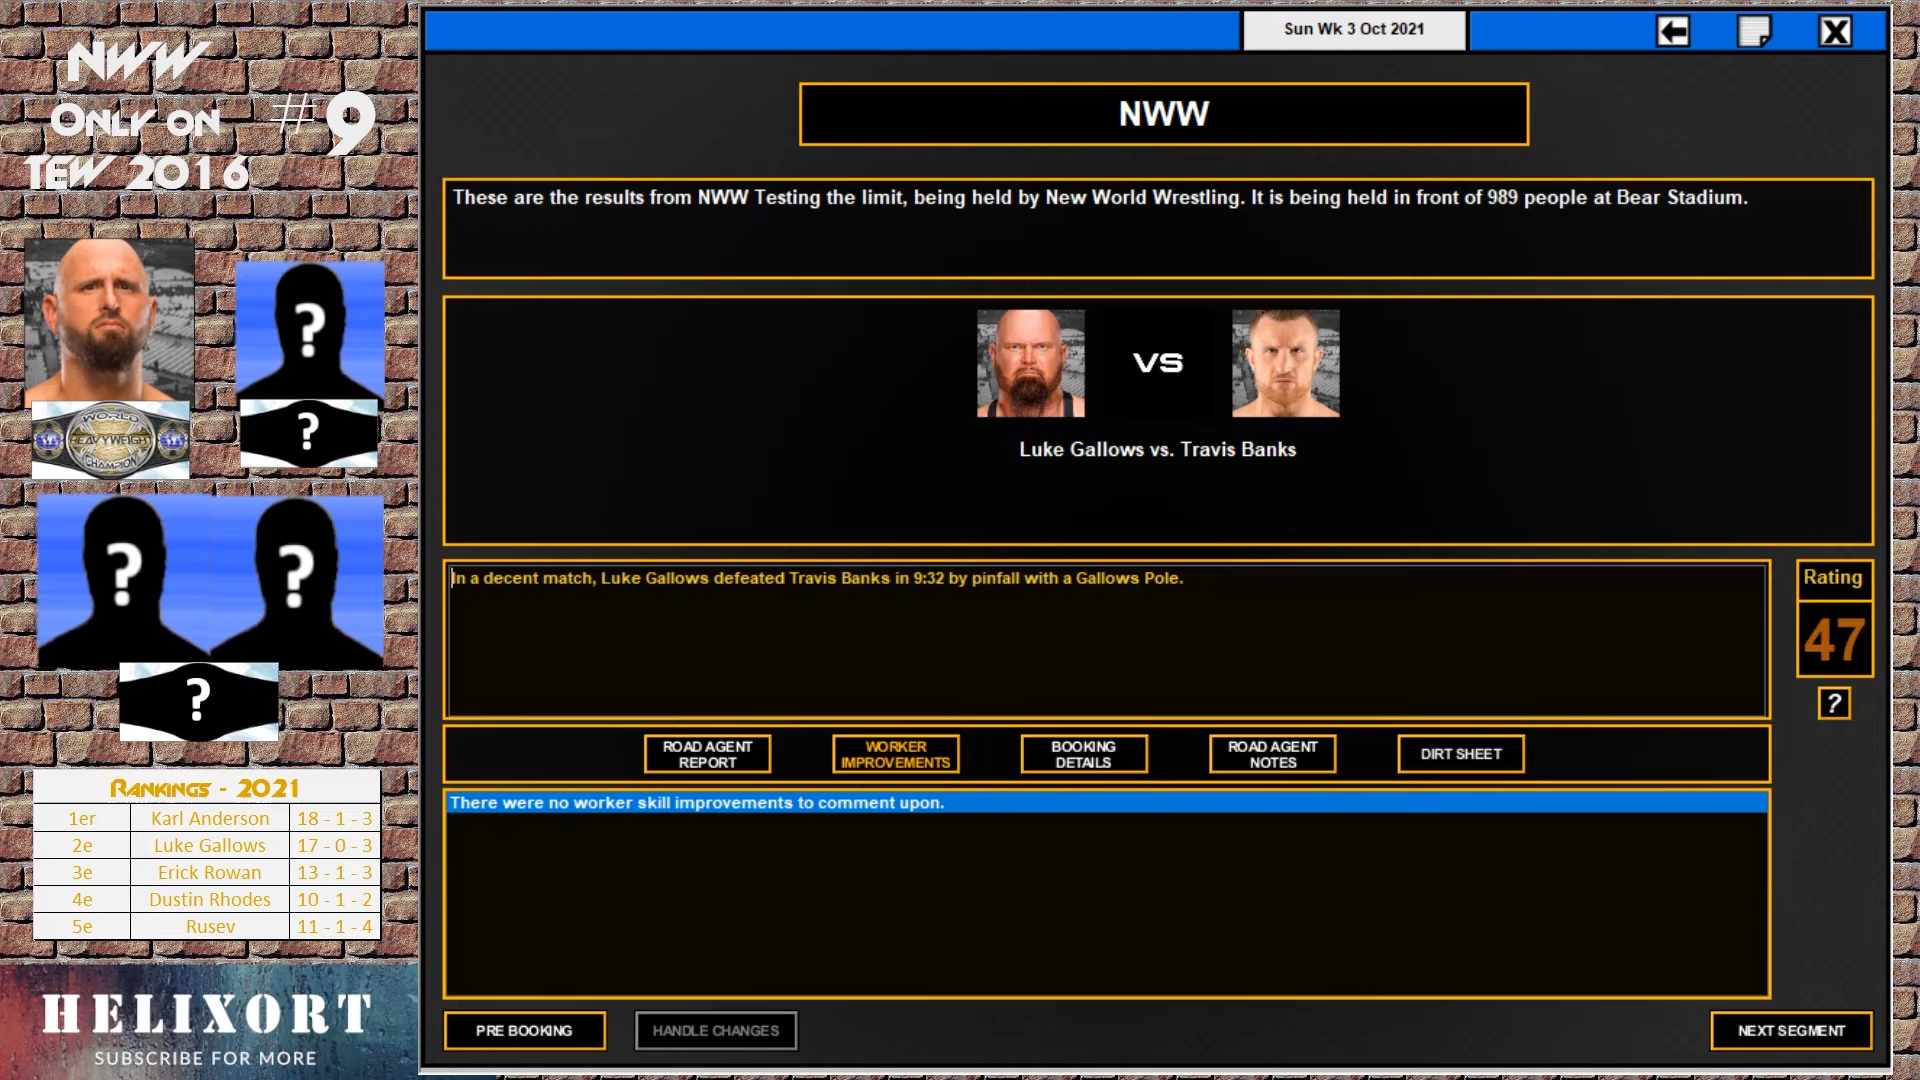 NWW
ONLY ON
TEW 2016
#9
WORLD
HEAVYWEIGHT
CHAMPION
?
?
?
?
?
Rankings - 2021
1er Karl Anderson 18 - 1 - 3
2e Luke Gallows 17 - 0 - 3
3e Erick Rowan 13 - 1 - 3
4e Dustin Rhodes 10 - 1 - 2
5e Rusev 11 - 1 - 4
HELIXORT
SUBSCRIBE FOR MORE
Sun Wk 3 Oct 2021
NWW
These are the results from NWW Testing the limit, being held by New World Wrestling. It is being held in front of 989 people at Bear Stadium.
VS
Luke Gallows vs. Travis Banks
In a decent match, Luke Gallows defeated Travis Banks in 9:32 by pinfall with a Gallows Pole.
Rating
47
?
ROAD AGENT
REPORT
WORKER
IMPROVEMENTS
BOOKING
DETAILS
ROAD AGENT
NOTES
DIRT SHEET
There were no worker skill improvements to comment upon.
PRE BOOKING
HANDLE CHANGES
NEXT SEGMENT